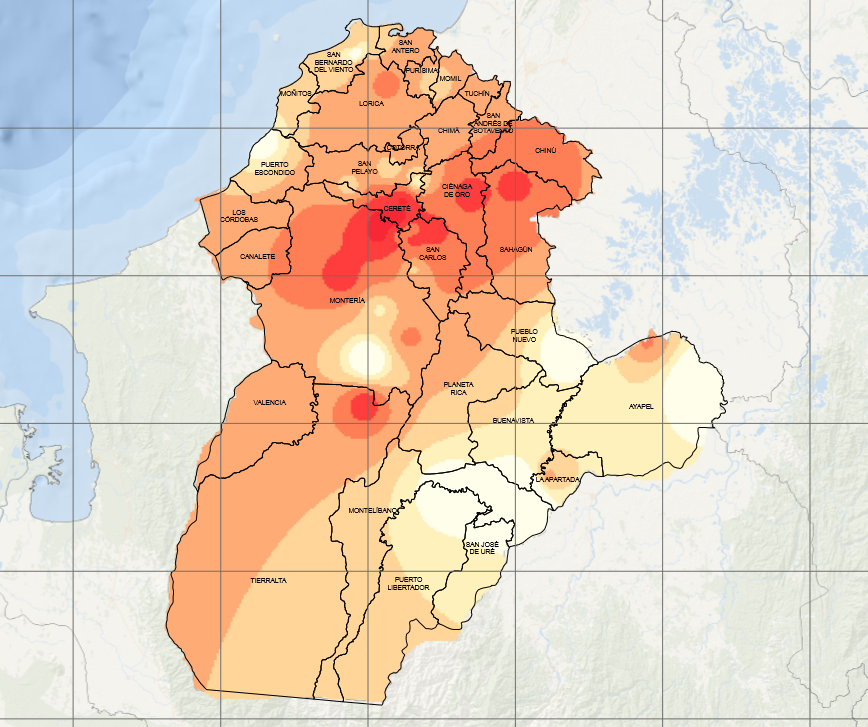 SAN
ANTERO
SAN
BERNARDO
DEL VIENTO
PURÍSIMA
MOMIL
MOÑITOS
TUCHÍN
LORICA
SAN
ANDRÉS DE
SOTAVENTO
CHIMÁ
COTORRA
CHINÚ
PUERTO
ESCONDIDO
SAN
PELAYO
CIÉNAGA
DE ORO
CERETÉ
LOS
CÓRDOBAS
CANALETE
SAN
CARLOS
SAHAGÚN
MONTERÍA
PUEBLO
NUEVO
PLANETA
RICA
VALENCIA
AYAPEL
BUENAVISTA
LA APARTADA
MONTELÍBANO
SAN JOSÉ
DE URÉ
TIERRALTA
PUERTO
LIBERTADOR